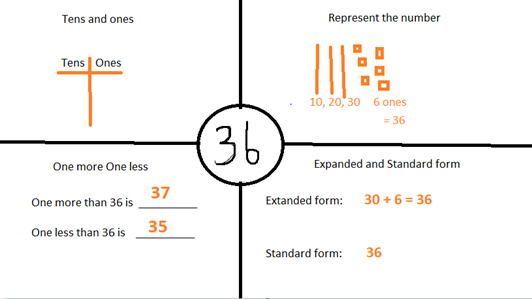 Tens and ones
Tens Ones
Represent the number
10, 20, 30 6 ones
= 36
36
One more One less
One more than 36 is 37
One less than 36 is 35
Expanded and Standard form
Extanded form: 30 + 6 = 36
Standard form: 36